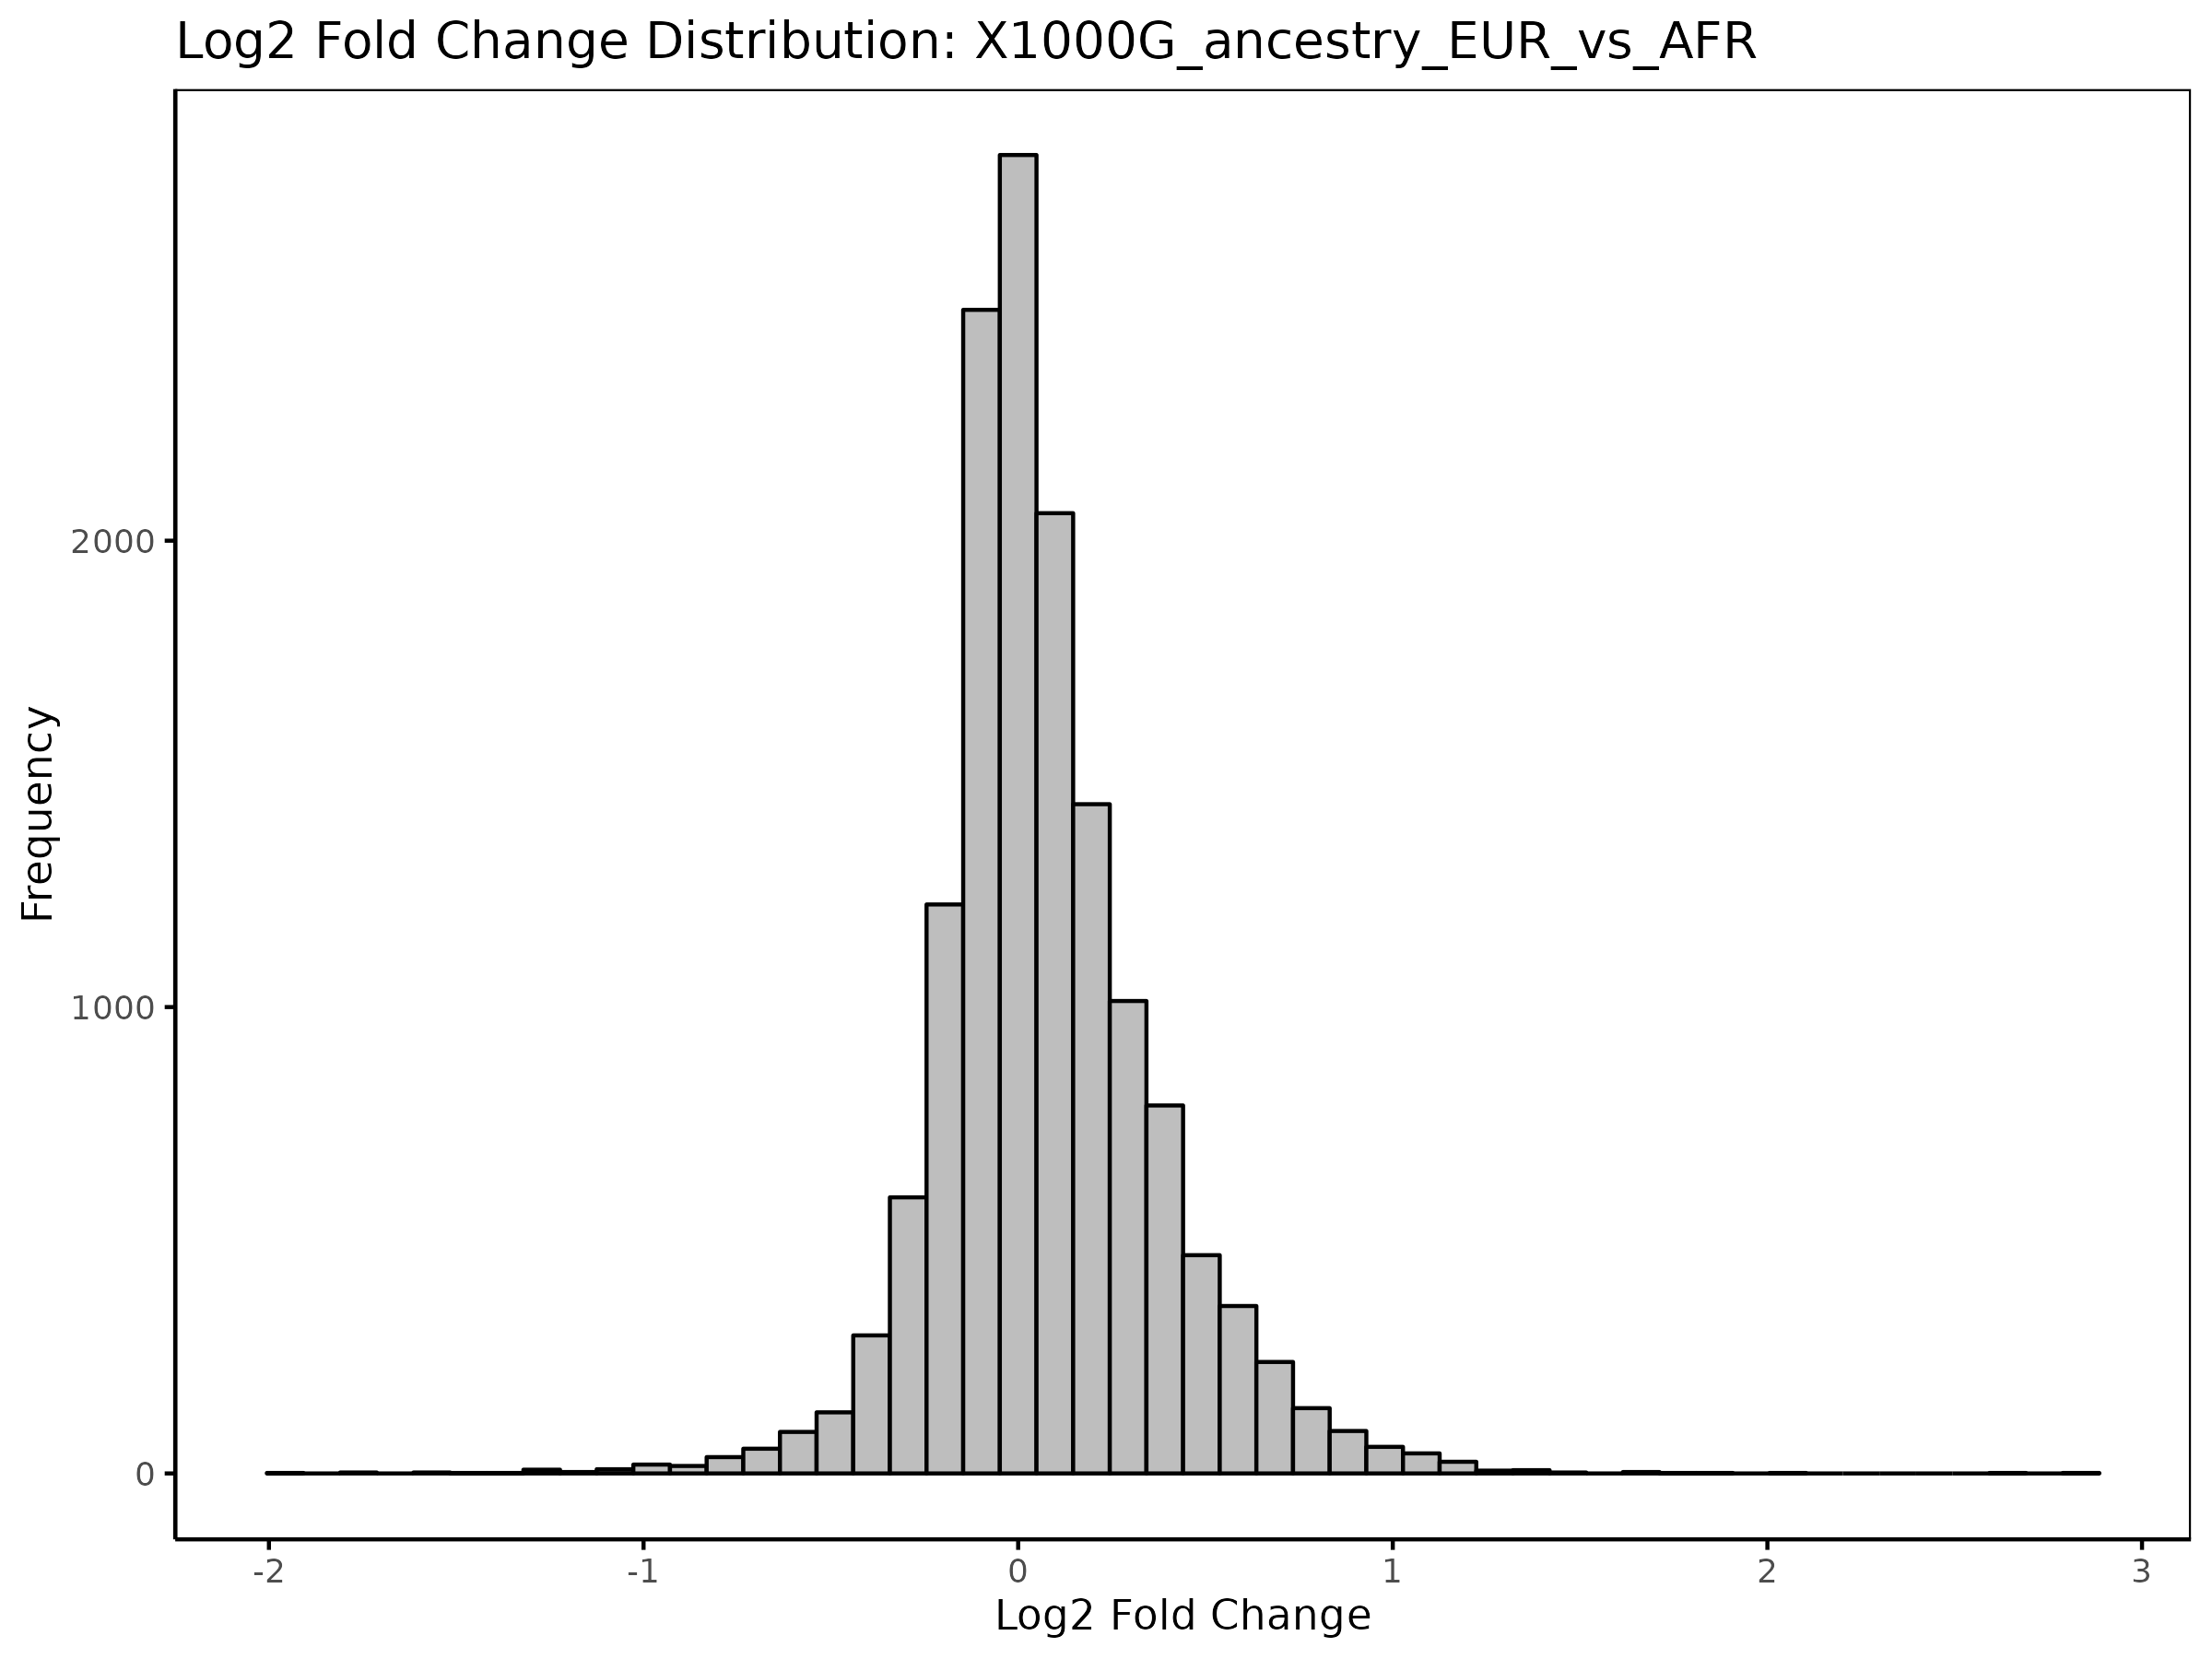 Log2 Fold Change Distribution: X1000G_ancestry_EUR_vs_AFR
Frequency
2000
1000
0
-2 -1 0 1 2 3
Log2 Fold Change